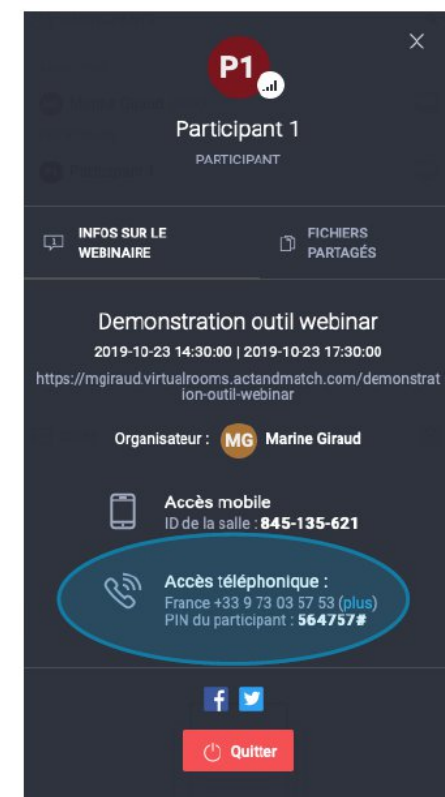 P1
Participant 1
PARTICIPANT
INFOS SUR LE
WEBINAIRE
FICHIERS
PARTAGÉS
Demonstration outil webinar
2019-10-23 14:30:00 | 2019-10-23 17:30:00
https://mgiraud.virtualrooms.actandmatch.com/demonstrat
ion-outil-webinar
Organisateur : MG Marine Giraud
Accès mobile
ID de la salle : 845-135-621
Accès téléphonique :
France +33 9 73 03 57 53 (plus)
PIN du participant : 564757#
Quitter